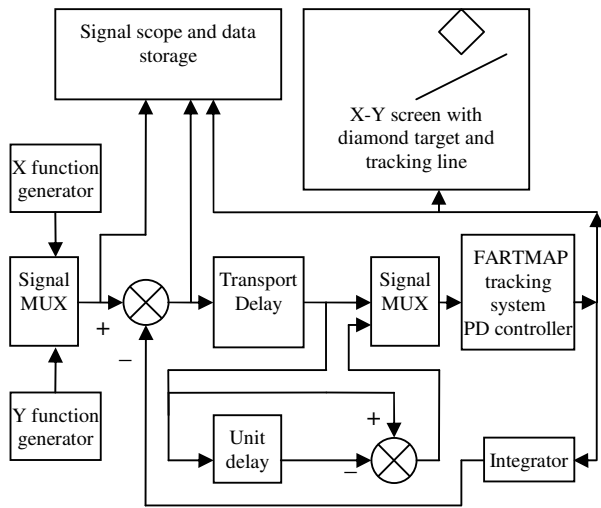 Signal scope and data
storage
X-Y screen with
diamond target and
tracking line
X function
generator
Signal
MUX
+
−
Transport
Delay
Signal
MUX
FARTMAP
tracking
system
PD controller
Y function
generator
Unit
delay
+
−
Integrator